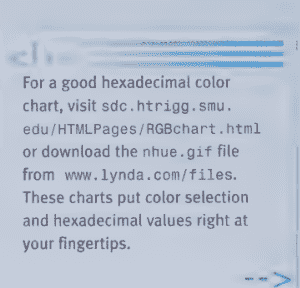 For a good hexadecimal color
chart, visit sdc.htrigg.smu.
edu/HTMLPages/RGBchart.html
or download the nhue.gif file
from www.lynda.com/files.
These charts put color selection
and hexadecimal values right at
your fingertips.